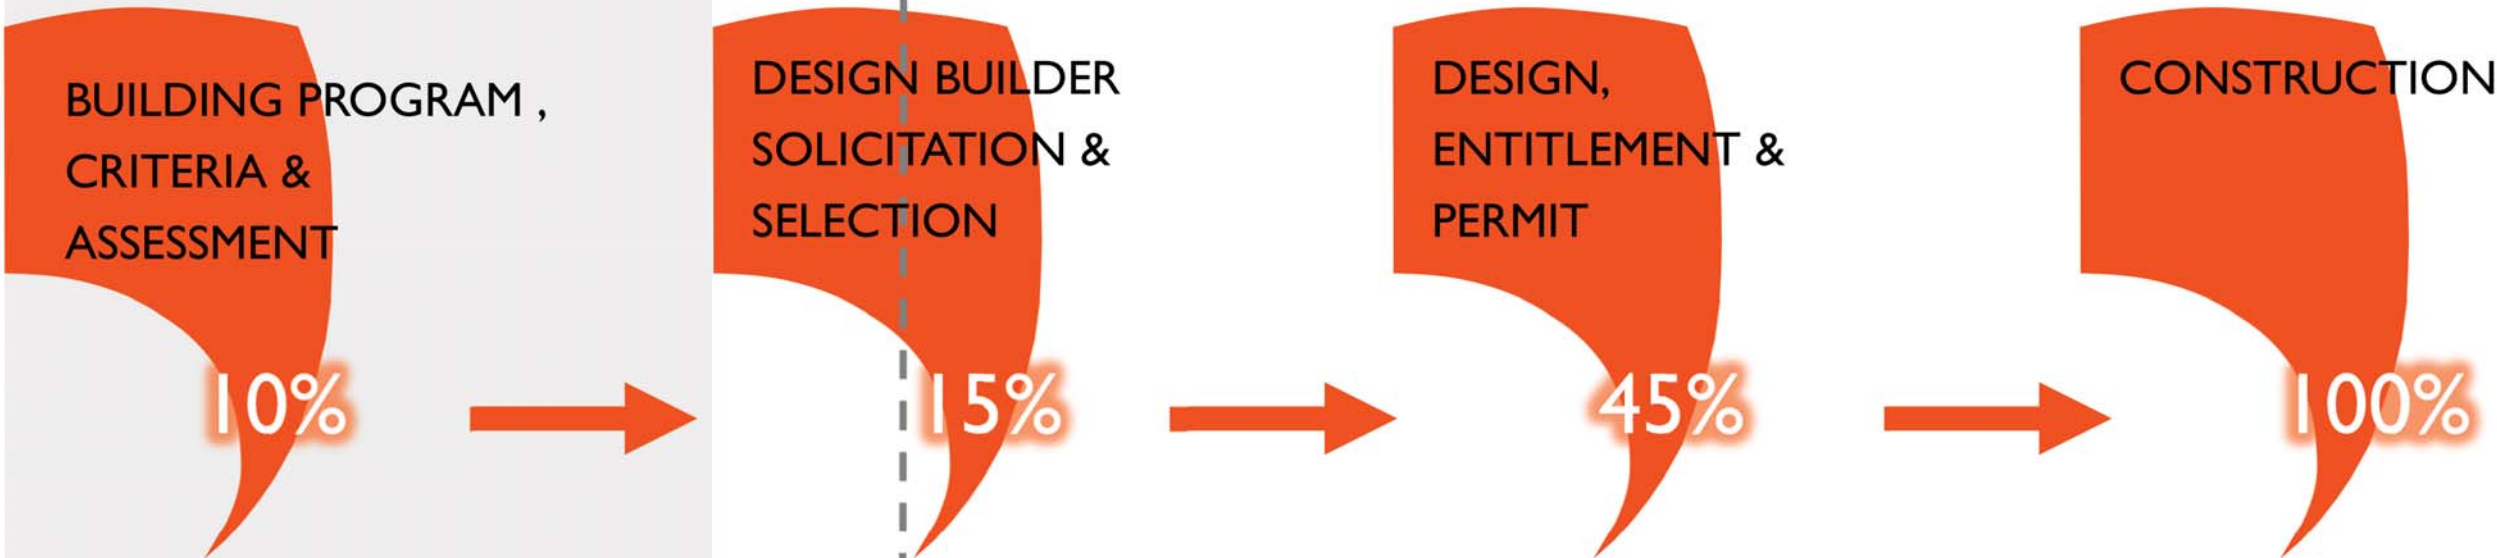 BUILDING PROGRAM ,
CRITERIA &
ASSESSMENT
10%
DESIGN BUILDER
SOLICITATION &
SELECTION
15%
DESIGN,
ENTITLEMENT &
PERMIT
45%
CONSTRUCTION
100%